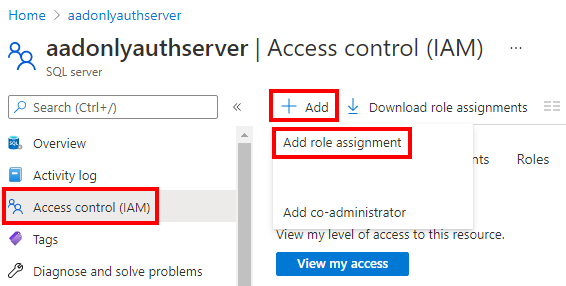 Home > aadonlyauthserver
aadonlyauthserver | Access control (IAM) ...
SQL server
Search (Ctrl+/) «
+ Add Download role assignments
Overview
Add role assignment
Roles
Activity log
Access control (IAM)
Add co-administrator
Tags
View my level of access to this resource.
Diagnose and solve problems
View my access